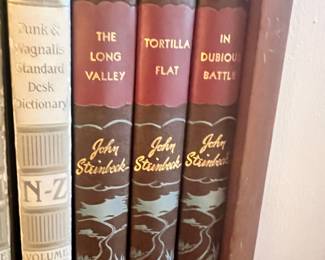 Funk &
Wagnalls
Standard
Desk
Dictionary
N-Z
VOLUME
THE
LONG
VALLEY
John
Steinbeck
TORTILLA
FLAT
John
Steinbeck
IN
DUBIOUS
BATTLE
John
Steinbeck